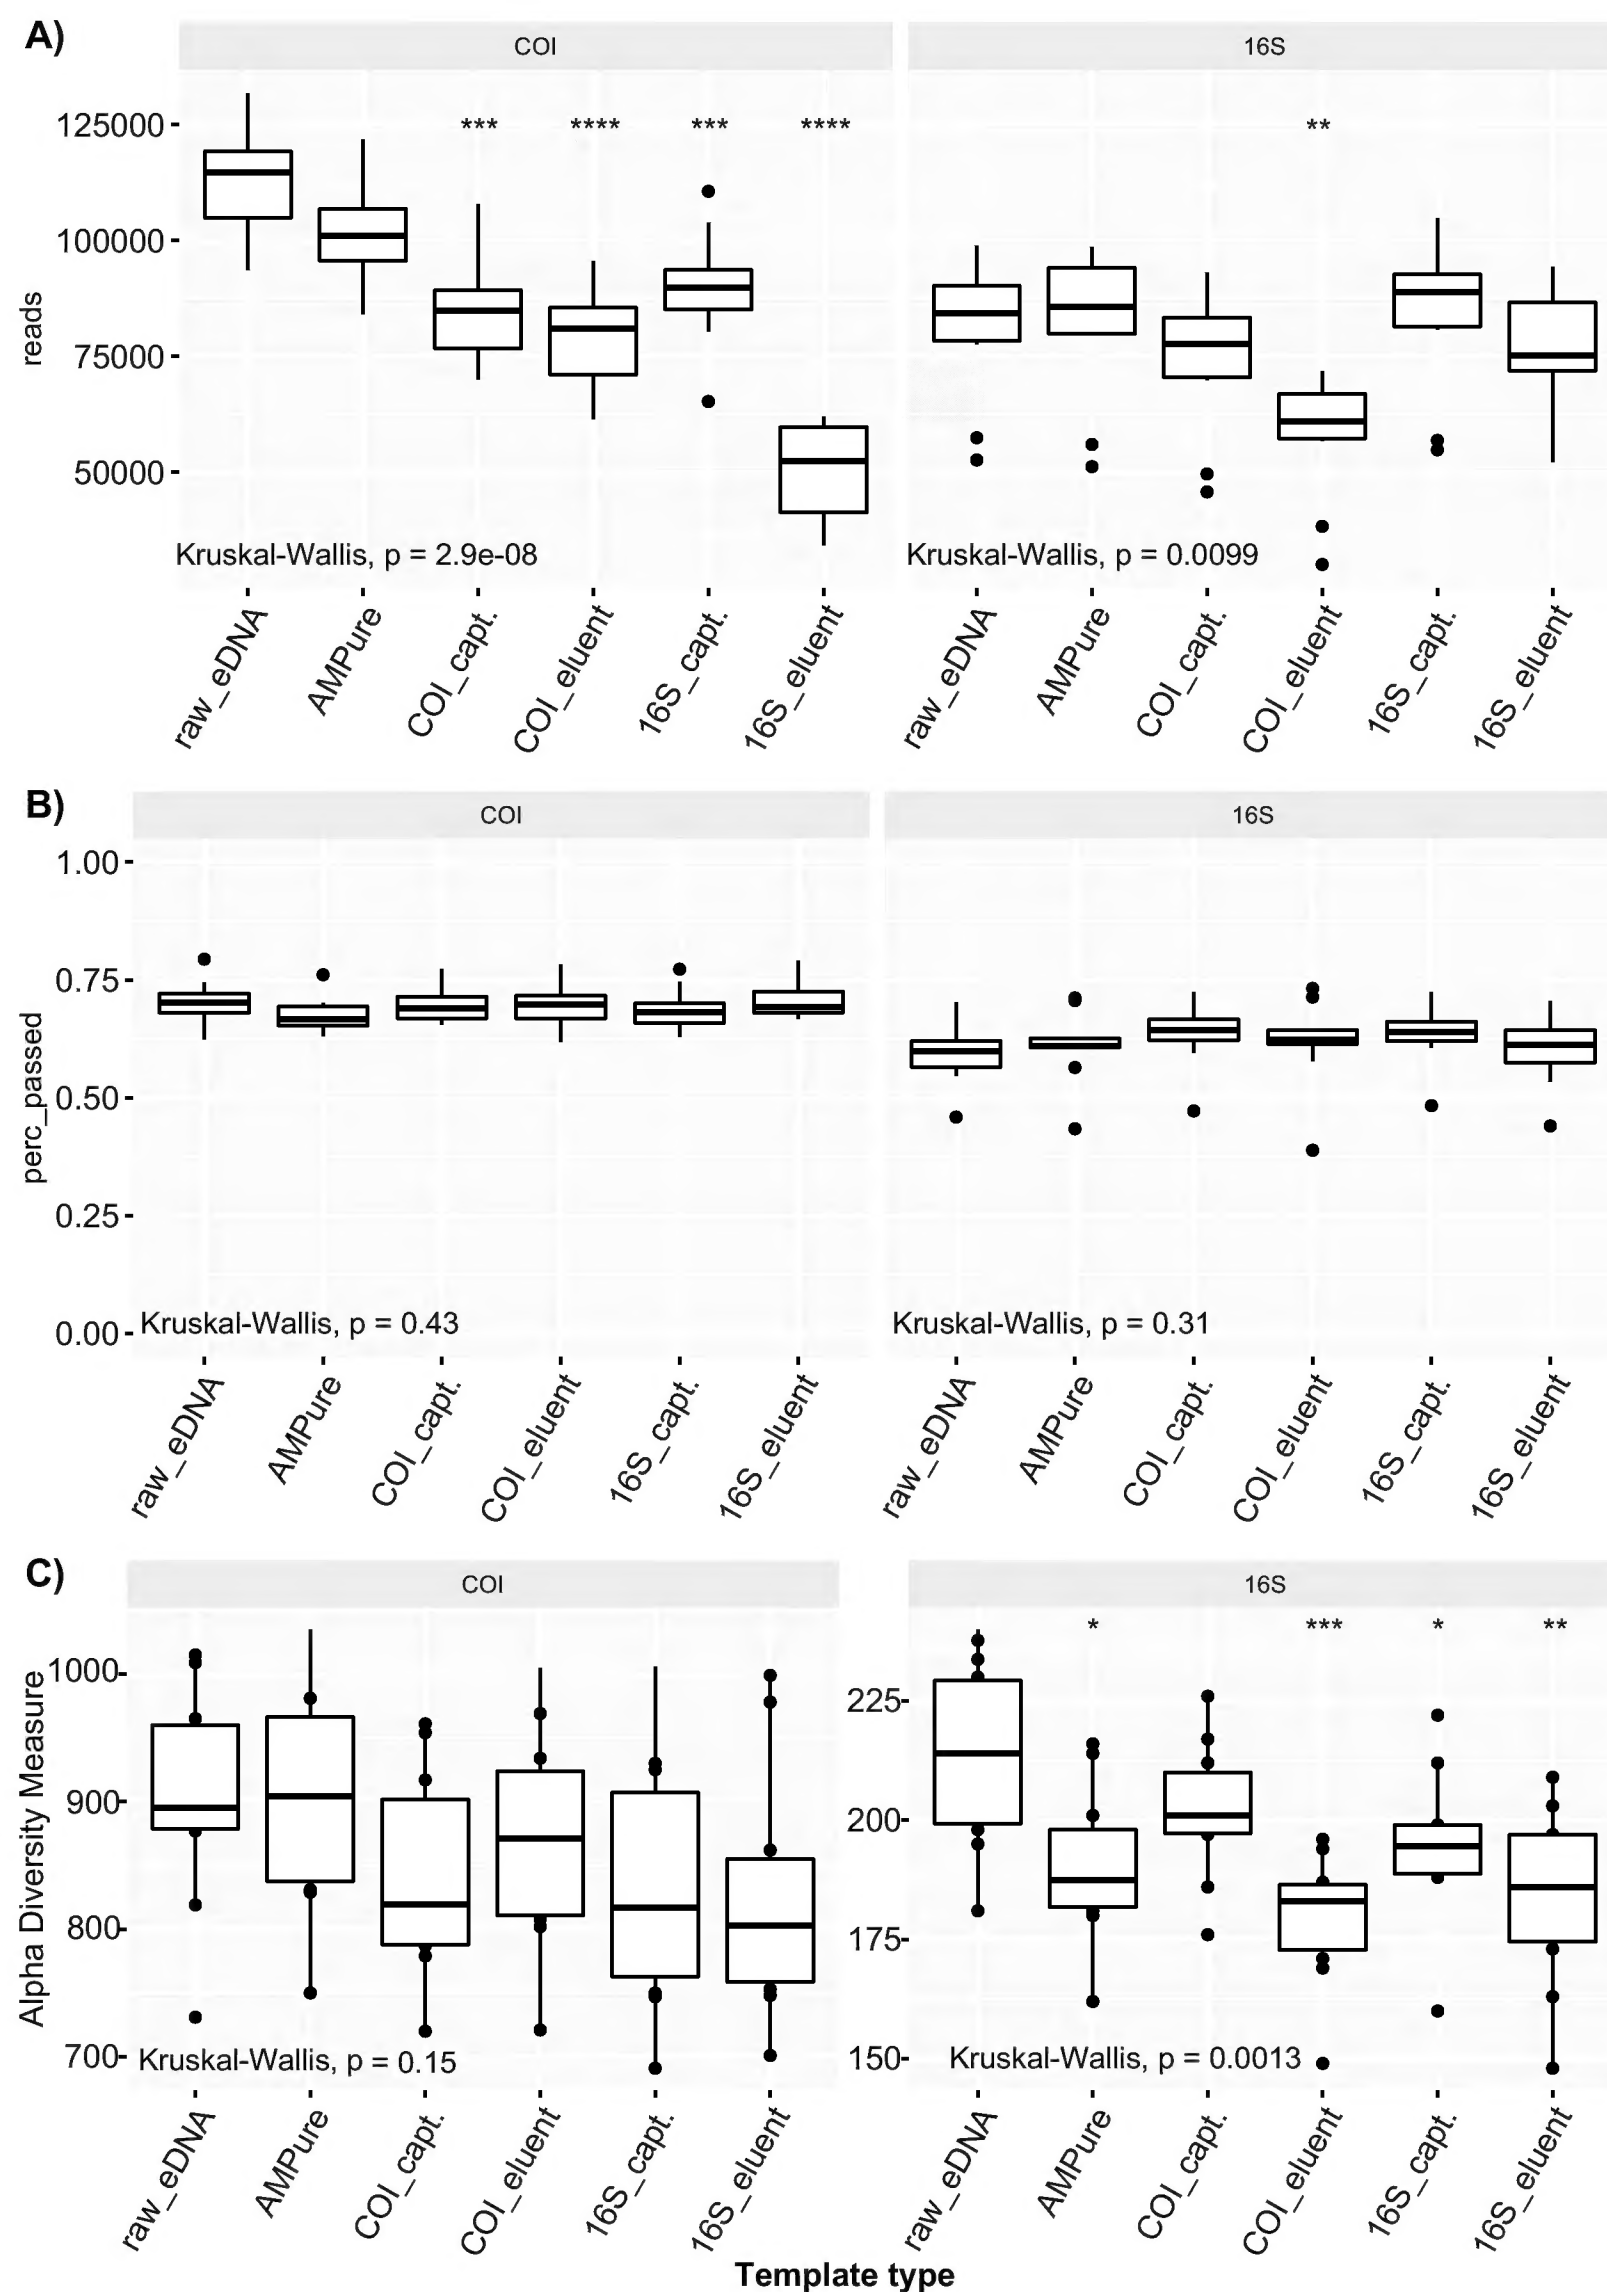 A)
COI
16S
reads
125000
100000
75000
50000
*** **** *** ****
**
Kruskal-Wallis, p = 2.9e-08
Kruskal-Wallis, p = 0.0099
raw_eDNA
AMPure
COI_capt.
COI_eluent
16S_capt.
16S_eluent
raw_eDNA
AMPure
COI_capt.
COI_eluent
16S_capt.
16S_eluent
B)
COI
16S
perc_passed
1.00
0.75
0.50
0.25
0.00
Kruskal-Wallis, p = 0.43
Kruskal-Wallis, p = 0.31
raw_eDNA
AMPure
COI_capt.
COI_eluent
16S_capt.
16S_eluent
raw_eDNA
AMPure
COI_capt.
COI_eluent
16S_capt.
16S_eluent
C)
COI
16S
Alpha Diversity Measure
1000
900
800
700
* *** * **
225
200
175
150
Kruskal-Wallis, p = 0.15
Kruskal-Wallis, p = 0.0013
raw_eDNA
AMPure
COI_capt.
COI_eluent
16S_capt.
16S_eluent
raw_eDNA
AMPure
COI_capt.
COI_eluent
16S_capt.
16S_eluent
Template type